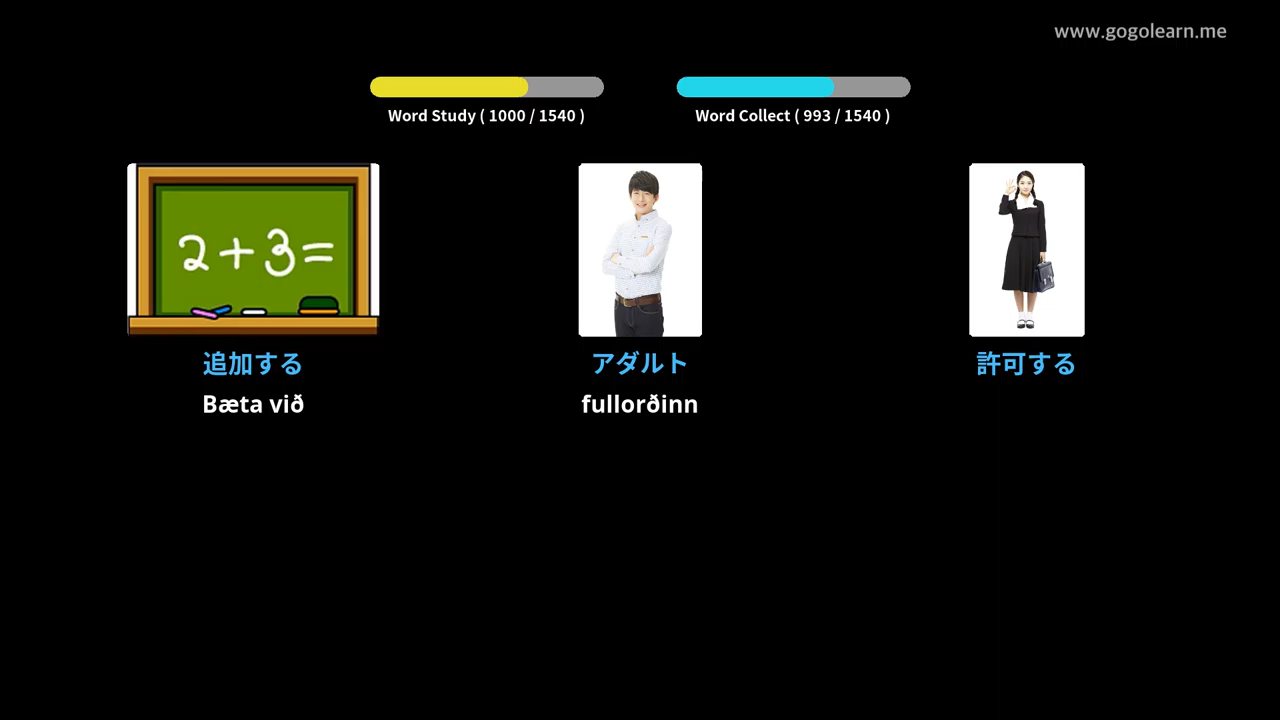 www.gogolearn.me
Word Study ( 1000 / 1540 )
Word Collect ( 993 / 1540 )
2+3=
追加する
アダルト
許可する
Bæta við
fullorðinn